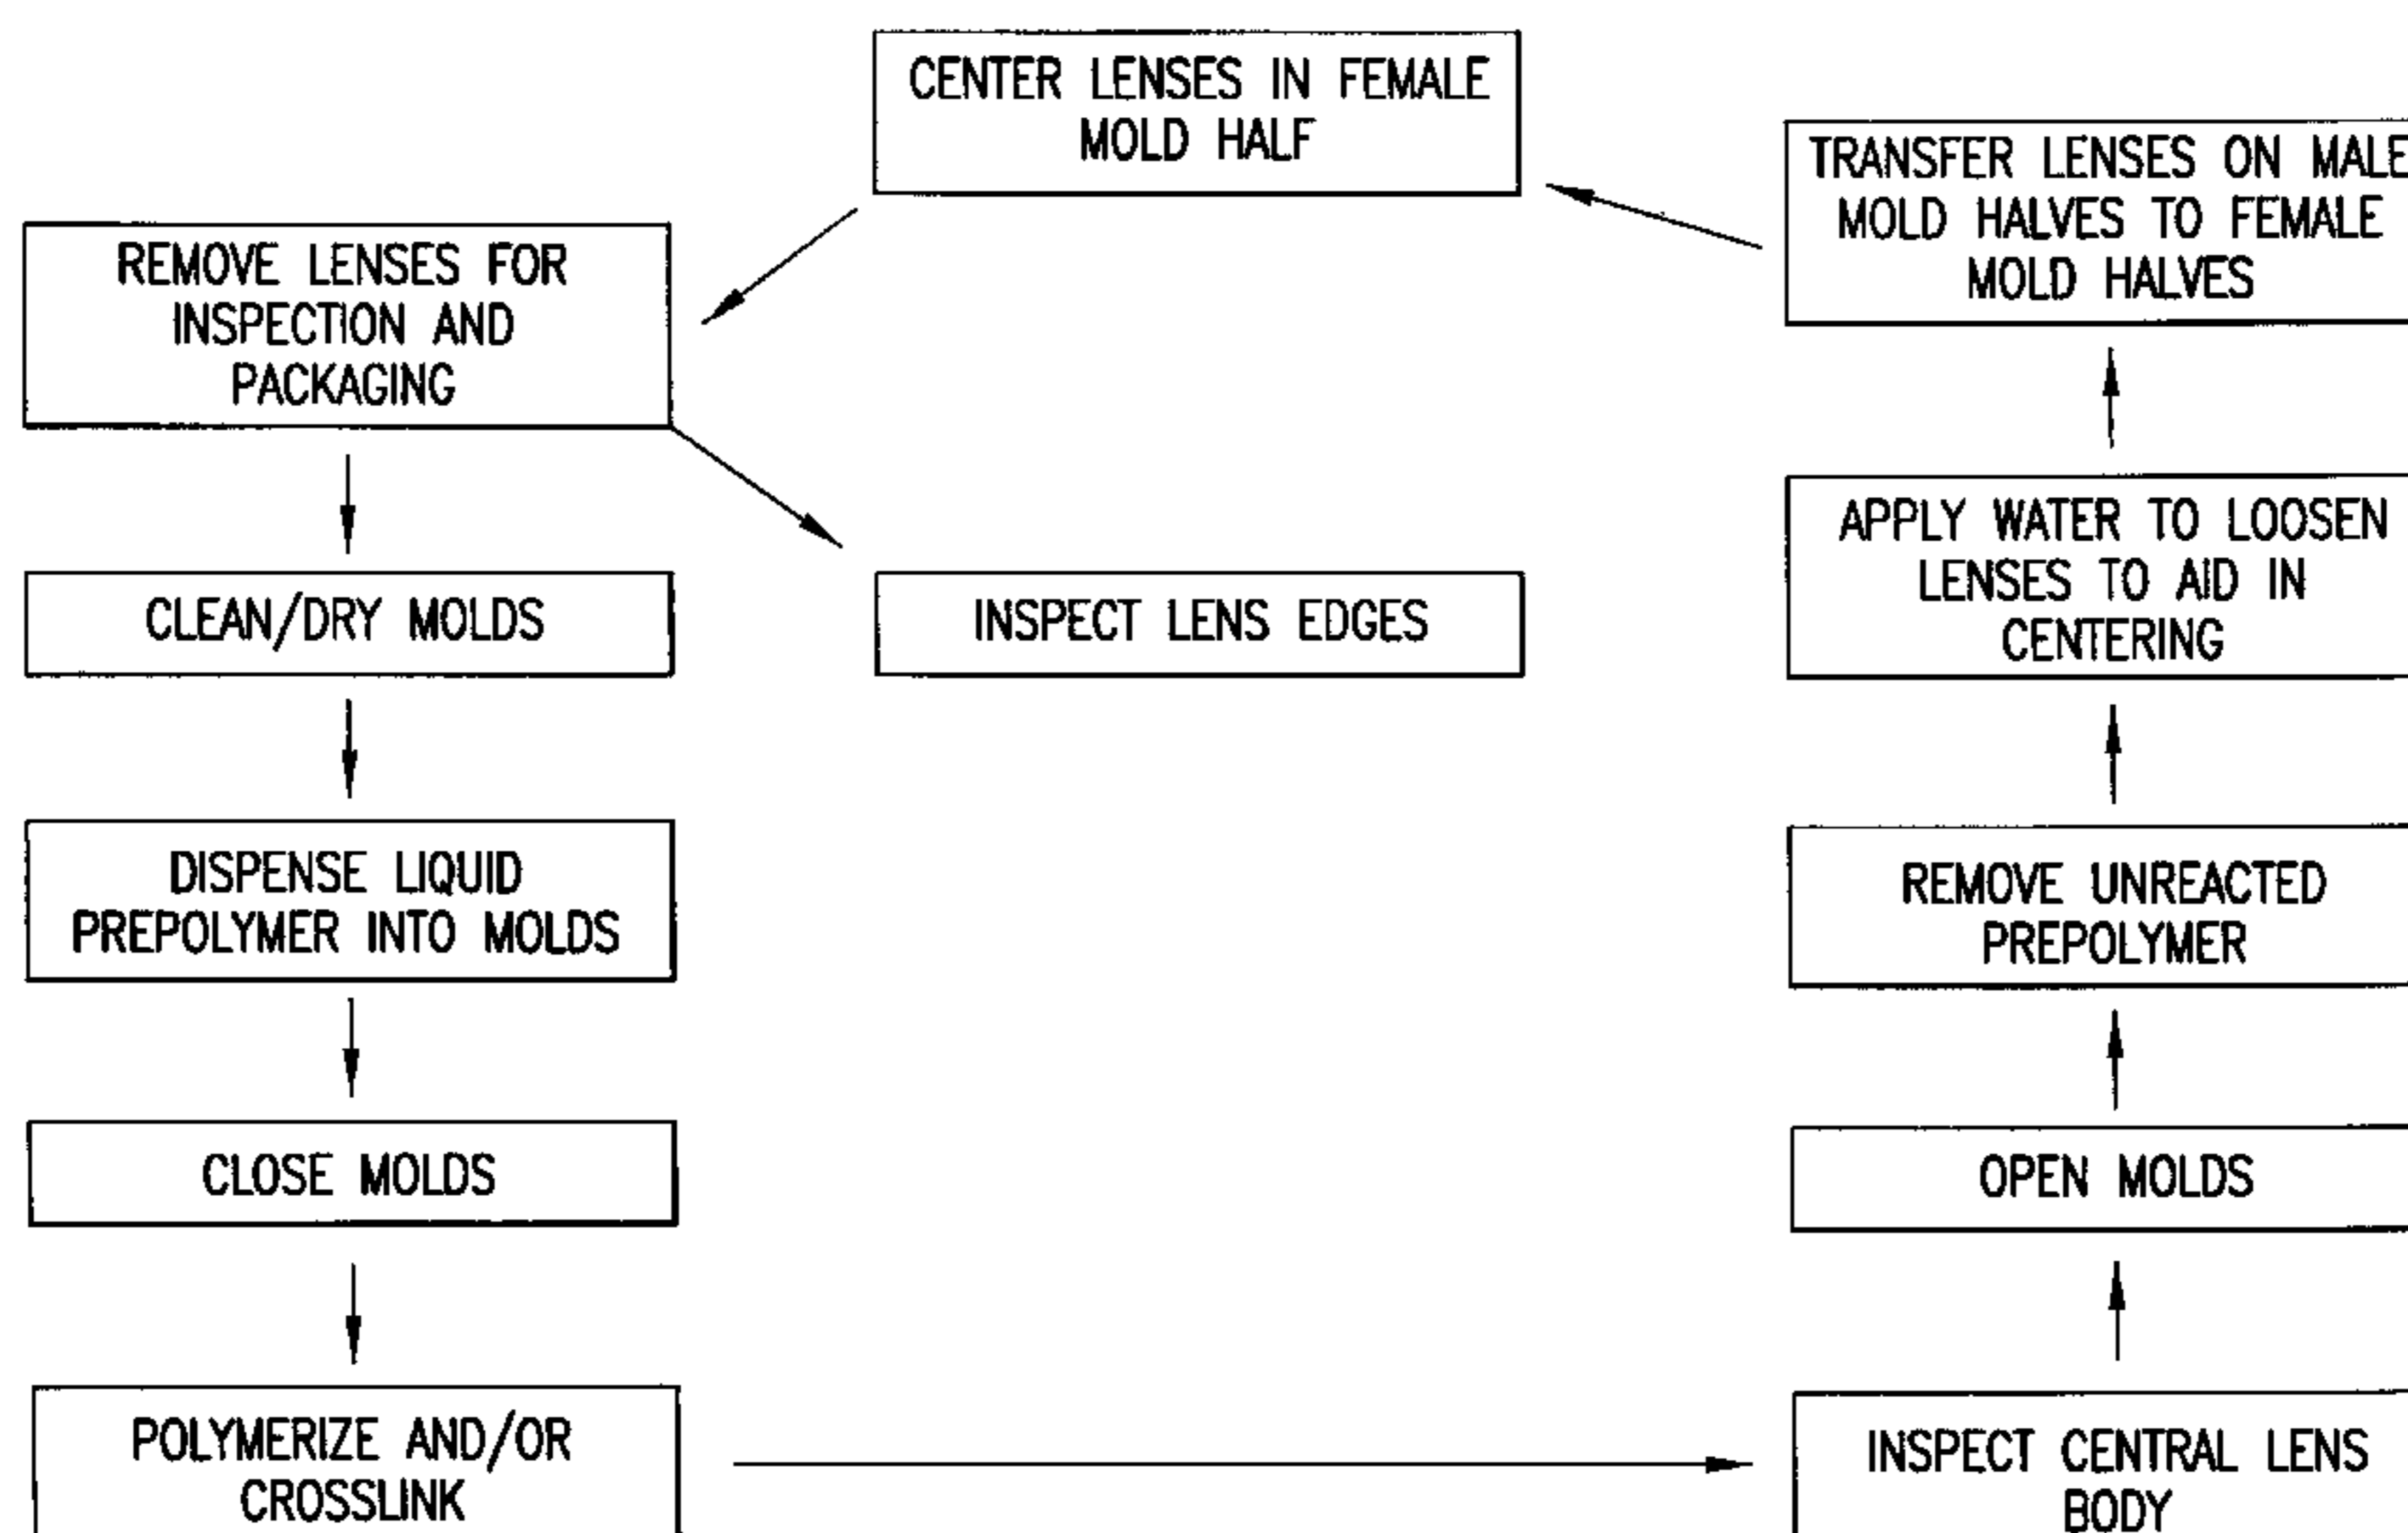 CENTER LENSES IN FEMALE
MOLD HALF
TRANSFER LENSES ON MALE
MOLD HALVES TO FEMALE
MOLD HALVES
REMOVE LENSES FOR
INSPECTION AND
PACKAGING
APPLY WATER TO LOOSEN
LENSES TO AID IN
CENTERING
CLEAN/DRY MOLDS
INSPECT LENS EDGES
DISPENSE LIQUID
PREPOLYMER INTO MOLDS
REMOVE UNREACTED
PREPOLYMER
CLOSE MOLDS
OPEN MOLDS
POLYMERIZE AND/OR
CROSSLINK
INSPECT CENTRAL LENS
BODY